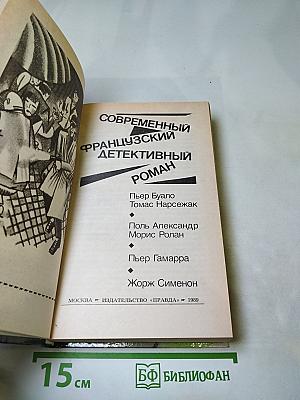 СОВРЕМЕННЫЙ
ФРАНЦУЗСКИЙ
ДЕТЕКТИВНЫЙ
РОМАН
Пьер Буало
Томас Нарсежак
Поль Александр
Морис Ролан
Пьер Гамарра
Жорж Сименон
МОСКВА — ИЗДАТЕЛЬСТВО «ПРАВДА» — 1989
15 см
БФ БИБЛИОФАН